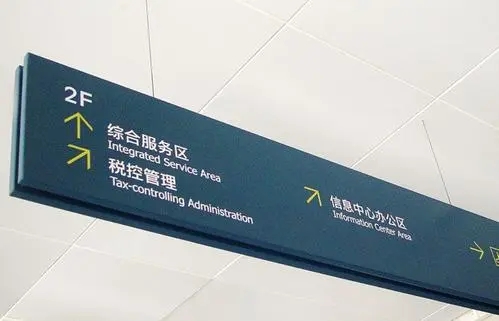 2F
综合服务区
Integrated Service Area
税控管理
Tax-controlling Administration
信息中心办公区
Information Center Area